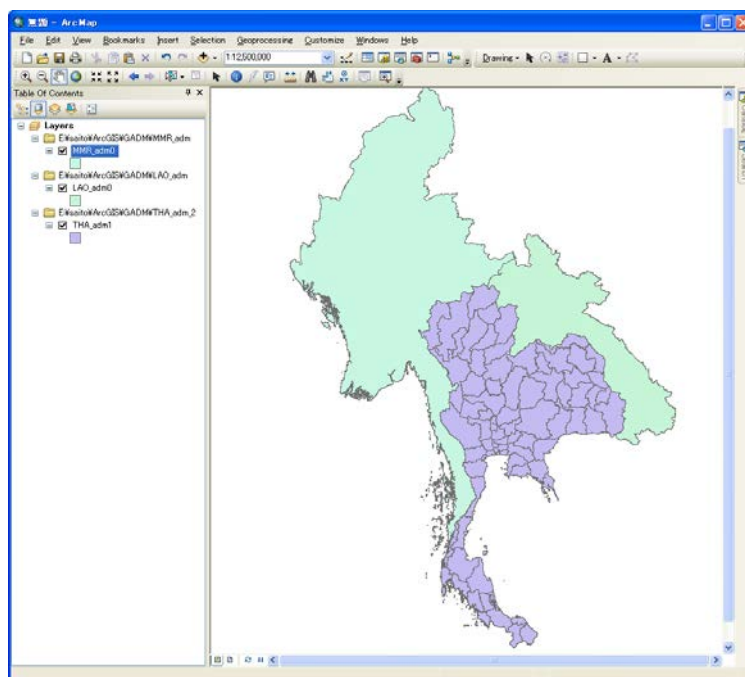 無題 - ArcMap
File Edit View Bookmarks Insert Selection Geoprocessing Customize Windows Help
1:12,500,000
Drawing
Table Of Contents
Layers
E:¥saito¥ArcGIS¥GADM¥MMR_adm
MMR_adm0
E:¥saito¥ArcGIS¥GADM¥LAO_adm
LAO_adm0
E:¥saito¥ArcGIS¥GADM¥THA_adm_2
THA_adm1